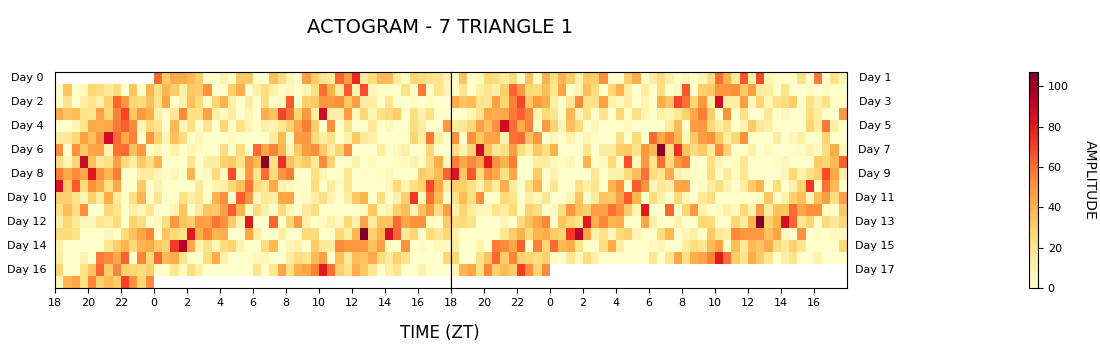 ACTOGRAM - 7 TRIANGLE 1
Day 0 Day 1
Day 2 Day 3 100
Day 4 Day 5 80
Day 6 Day 7
Day 8 Day 9 60
Day 10 Day 11 40
Day 12 Day 13
Day 14 Day 15 20
Day 16 Day 17
0
AMPLITUDE
18 20 22 0 2 4 6 8 10 12 14 16 18 20 22 0 2 4 6 8 10 12 14 16
TIME (ZT)